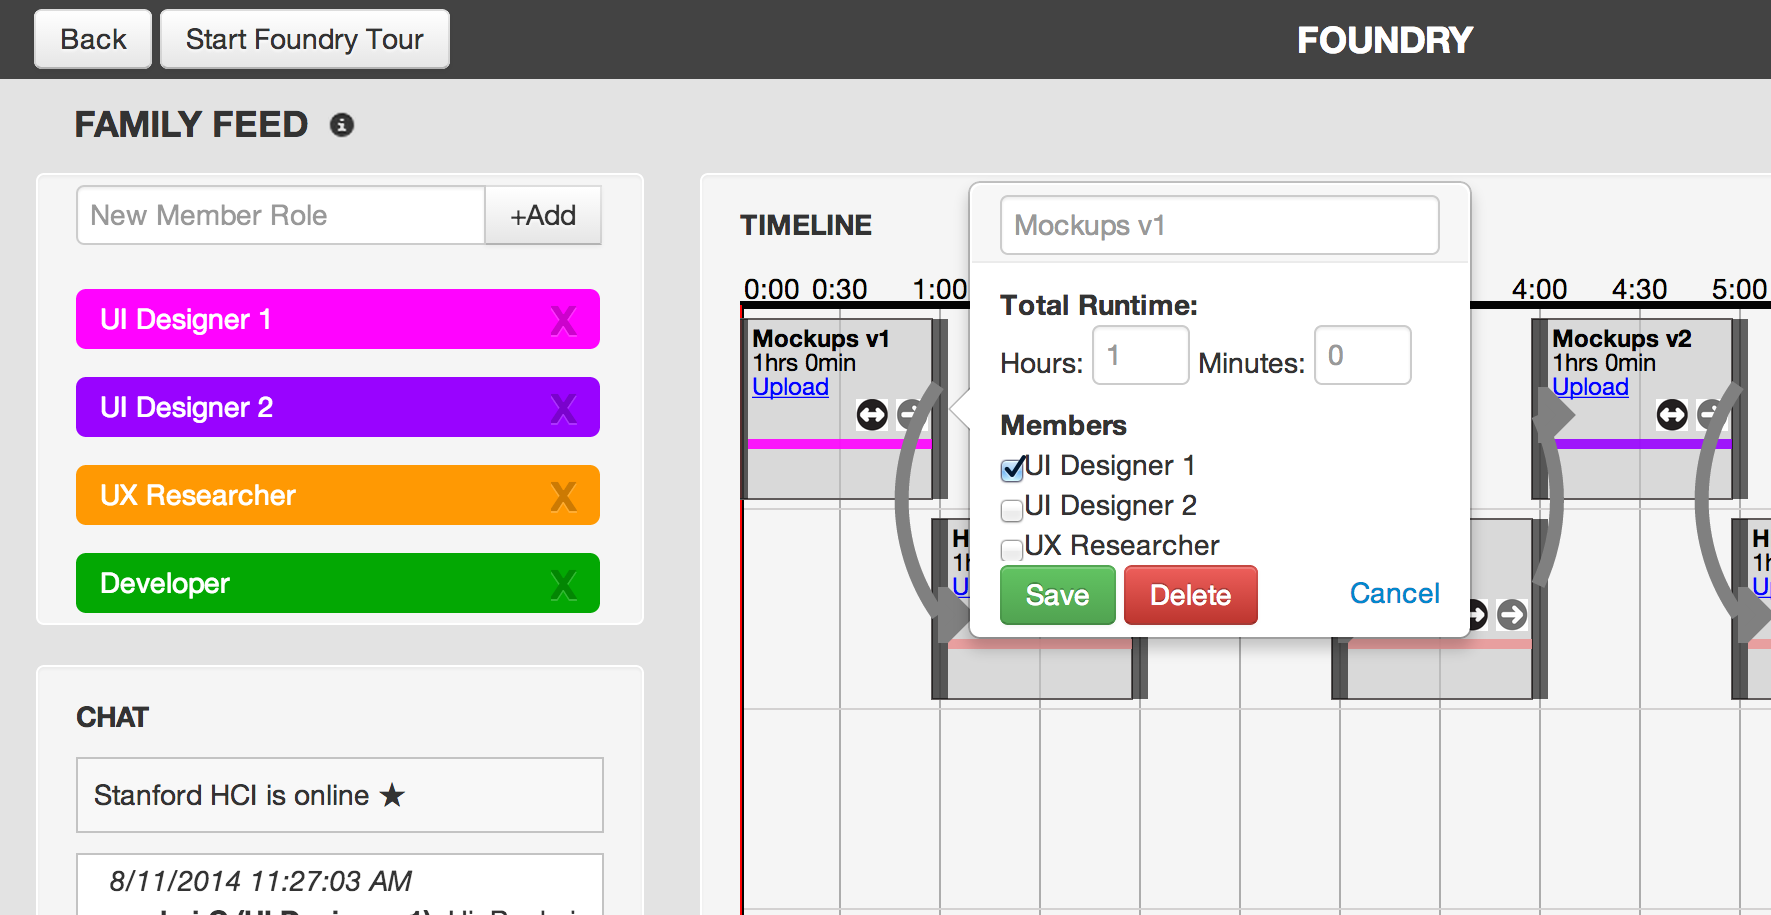 Back
Start Foundry Tour
FOUNDRY
FAMILY FEED
New Member Role
+Add
UI Designer 1 X
UI Designer 2 X
UX Researcher X
Developer X
CHAT
Stanford HCI is online ★
8/11/2014 11:27:03 AM
TIMELINE
0:00 0:30 1:00 4:00 4:30 5:00
Mockups v1
1hrs 0min
Upload
Mockups v1
Total Runtime:
Hours: 1 Minutes: 0
Members
UI Designer 1
UI Designer 2
UX Researcher
Save
Delete
Cancel
Mockups v2
1hrs 0min
Upload